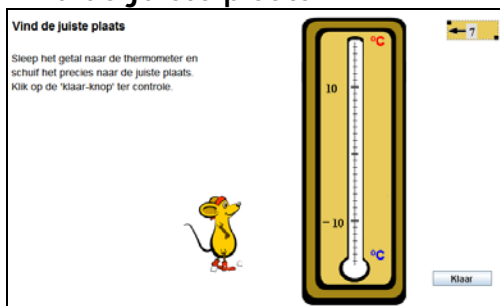 Vind de juiste plaats
Sleep het getal naar de thermometer en
schuif het precies naar de juiste plaats.
Klik op de 'klaar-knop' ter controle.
°C
7
10
-10
°C
Klaar